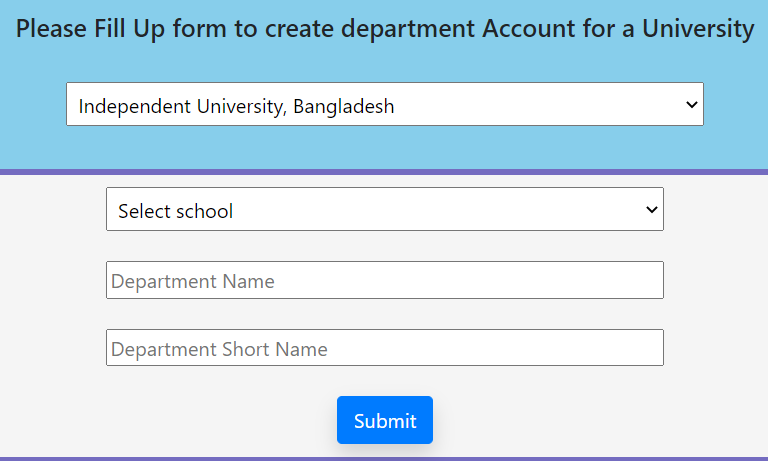 Please Fill Up form to create department Account for a University
Independent University, Bangladesh
Select school
Department Name
Department Short Name
Submit